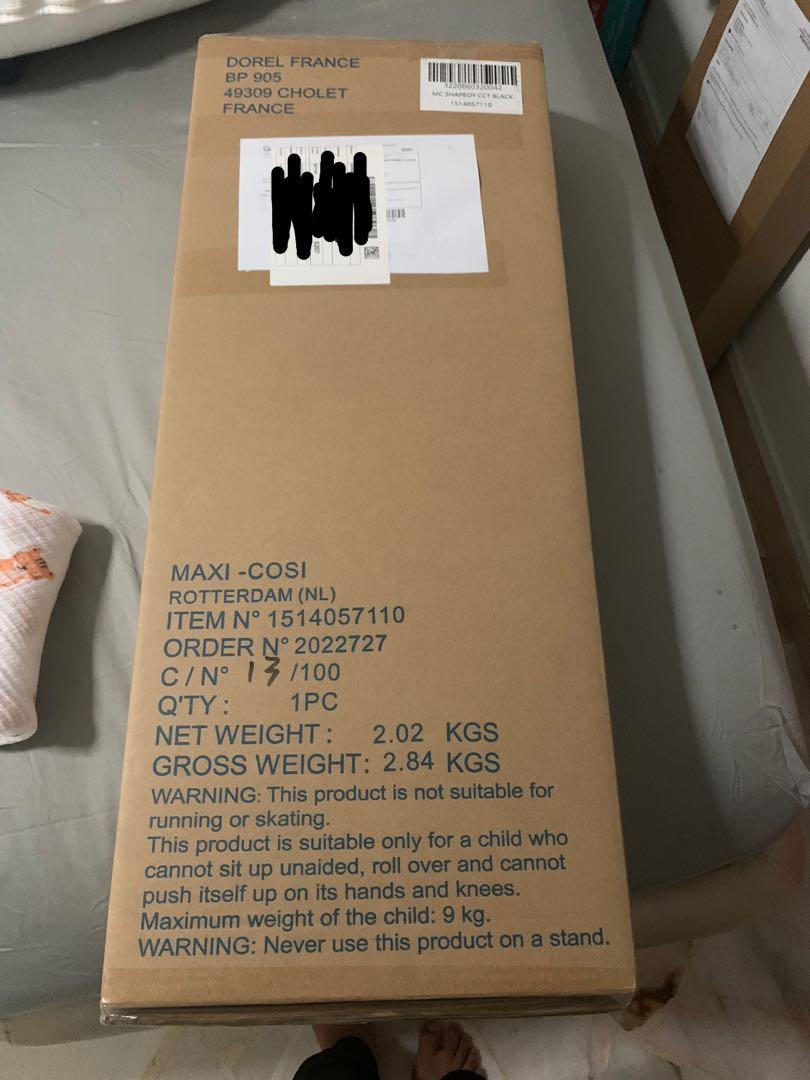 DOREL FRANCE
BP 905
49309 CHOLET
FRANCE
3220660320042
MC SHAPEOY CCT BLACK
1514057110
MAXI -COSI
ROTTERDAM (NL)
ITEM N° 1514057110
ORDER N° 2022727
C / N° 13 /100
Q'TY : 1PC
NET WEIGHT : 2.02 KGS
GROSS WEIGHT: 2.84 KGS
WARNING: This product is not suitable for
running or skating.
This product is suitable only for a child who
cannot sit up unaided, roll over and cannot
push itself up on its hands and knees.
Maximum weight of the child: 9 kg.
WARNING: Never use this product on a stand.